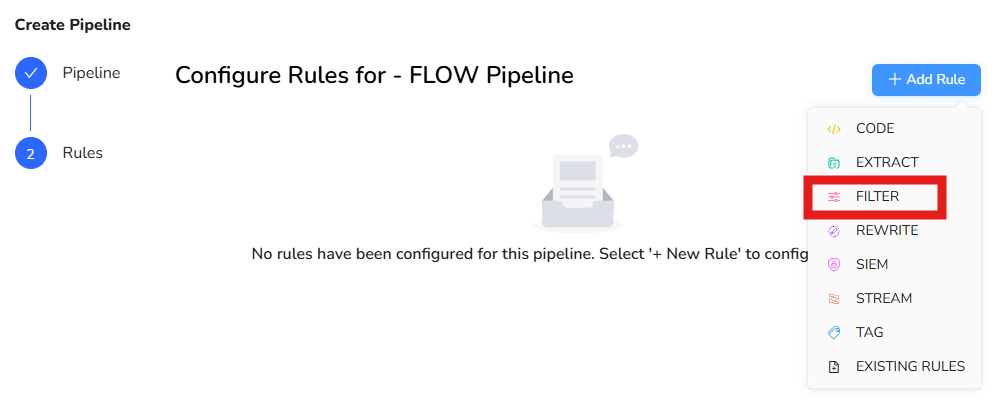 Create Pipeline
Pipeline
Configure Rules for - FLOW Pipeline
+ Add Rule
2 Rules
CODE
EXTRACT
FILTER
REWRITE
SIEM
STREAM
TAG
EXISTING RULES
No rules have been configured for this pipeline. Select '+ New Rule' to config